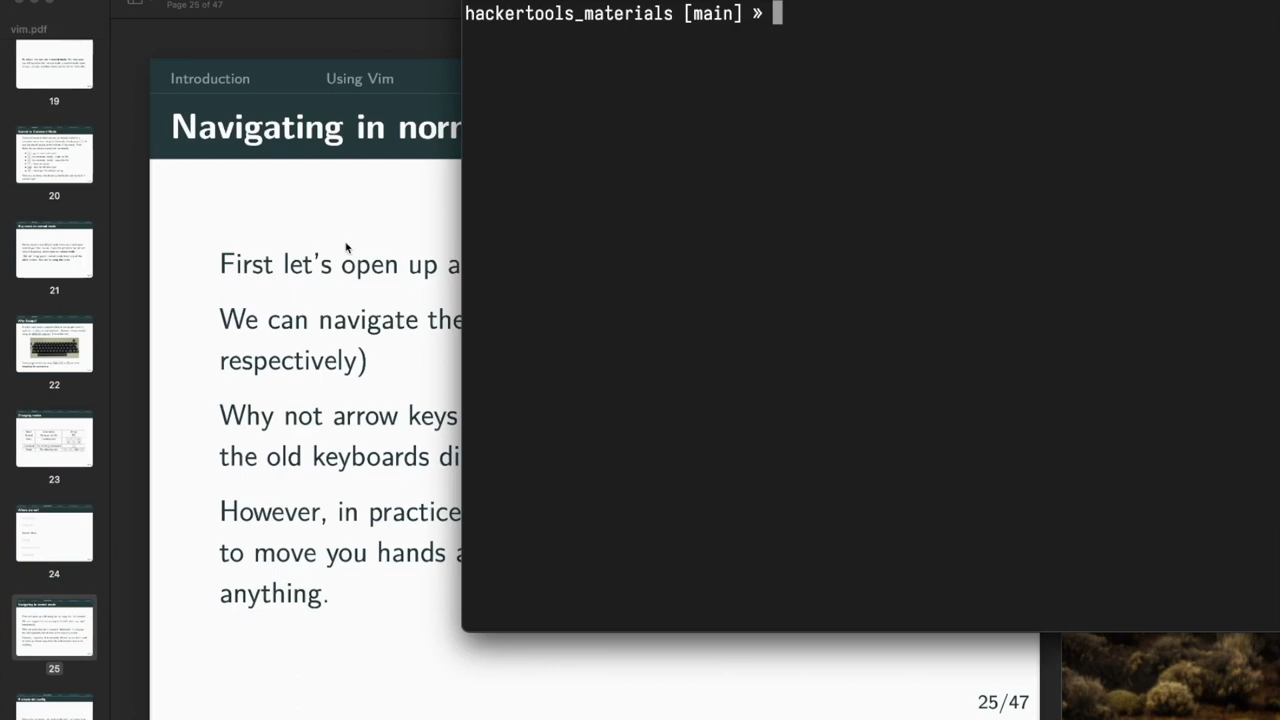 Page 25 of 47
hackertools_materials [main] »
vim.pdf
19
20
21
22
23
24
25
Introduction
Using Vim
Navigating in norr
First let's open up a
We can navigate the
respectively)
Why not arrow keys
the old keyboards di
However, in practice
to move you hands a
anything.
25/47